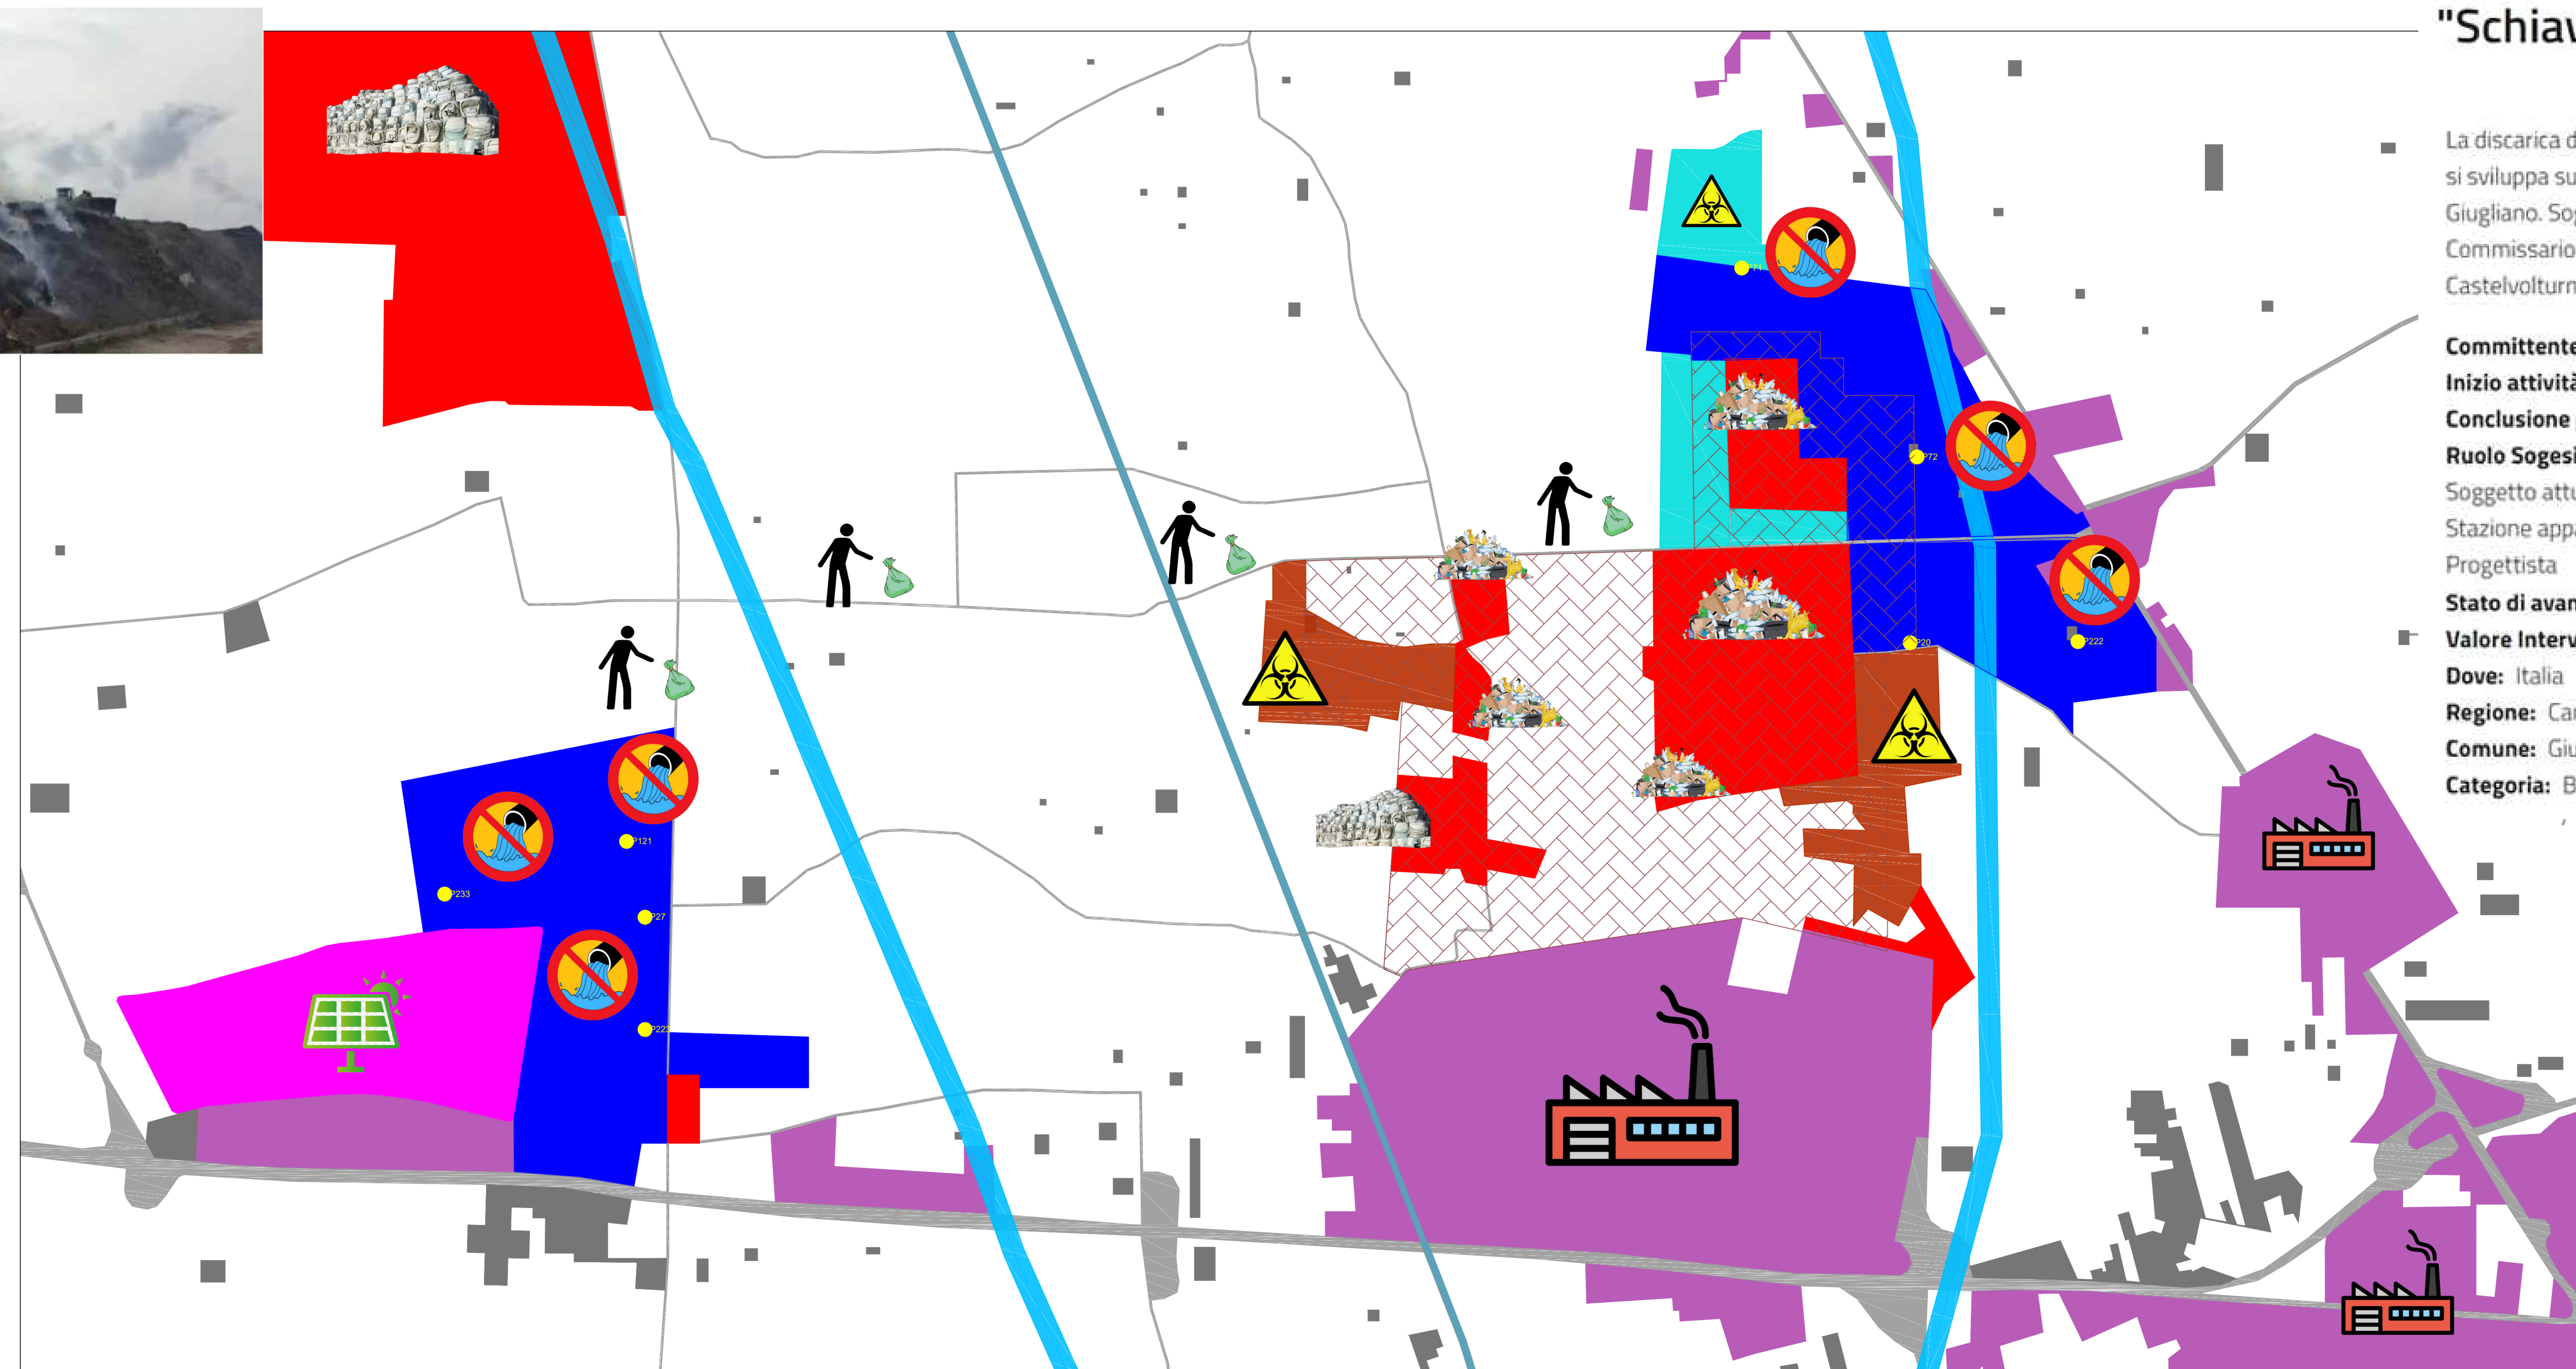 "Schiav
La discarica d
si sviluppa su
Giugliano. Sog
Commissario
Castelvolturn
Committente
Inizio attività
Conclusione
Ruolo Sogesi
Soggetto attu
Stazione appa
Progettista
Stato di avan
Valore Interv
Dove: Italia
Regione: Ca
Comune: Giu
Categoria: B
P71
P72
P20
P222
P121
P233
P27
P223